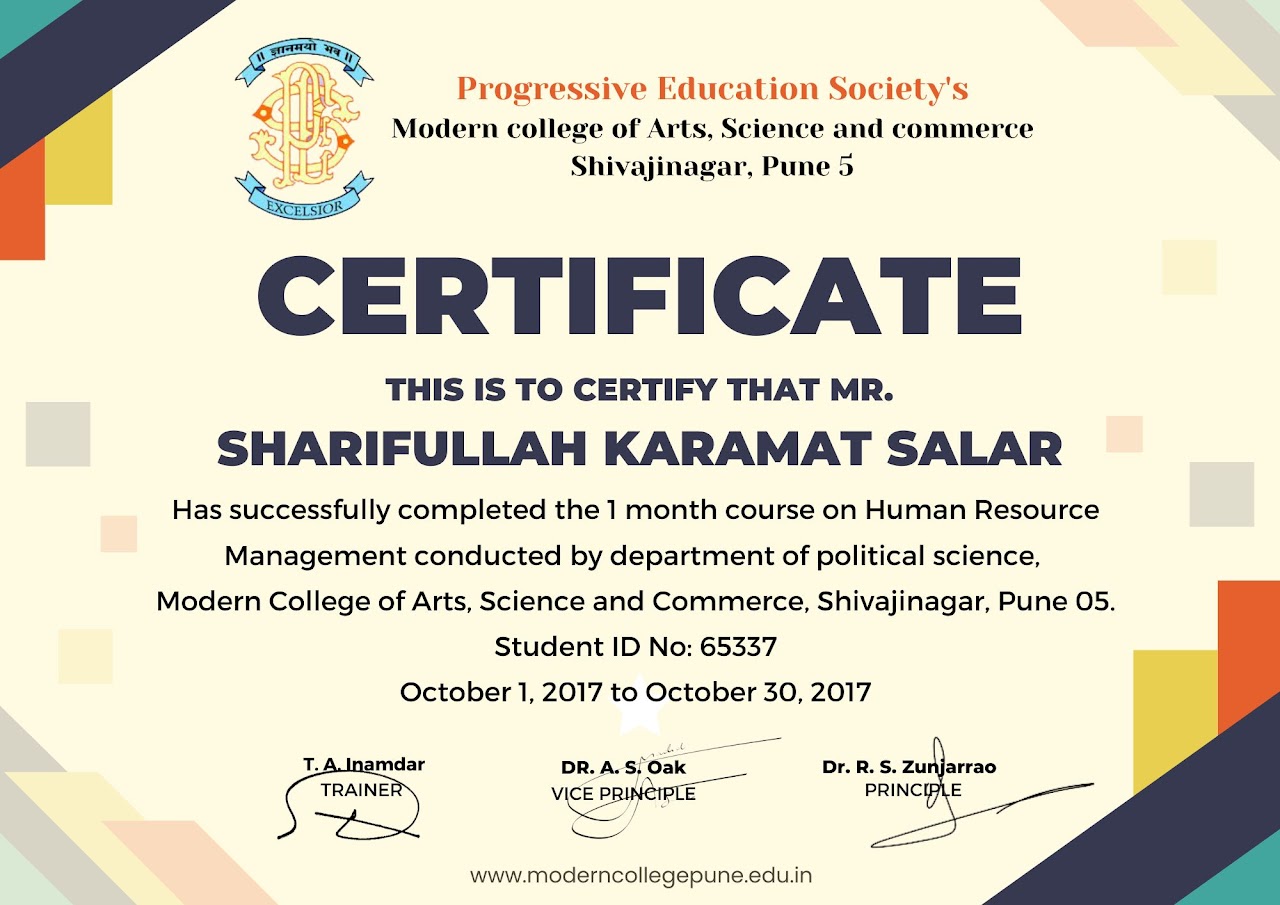 ॥ ज्ञानमयो भव ॥
EXCELSIOR
Progressive Education Society's
Modern college of Arts, Science and commerce
Shivajinagar, Pune 5
CERTIFICATE
THIS IS TO CERTIFY THAT MR.
SHARIFULLAH KARAMAT SALAR
Has successfully completed the 1 month course on Human Resource
Management conducted by department of political science,
Modern College of Arts, Science and Commerce, Shivajinagar, Pune 05.
Student ID No: 65337
October 1, 2017 to October 30, 2017
T. A. Inamdar
TRAINER
DR. A. S. Oak
VICE PRINCIPLE
Dr. R. S. Zunjarrao
PRINCIPLE
www.moderncollegepune.edu.in